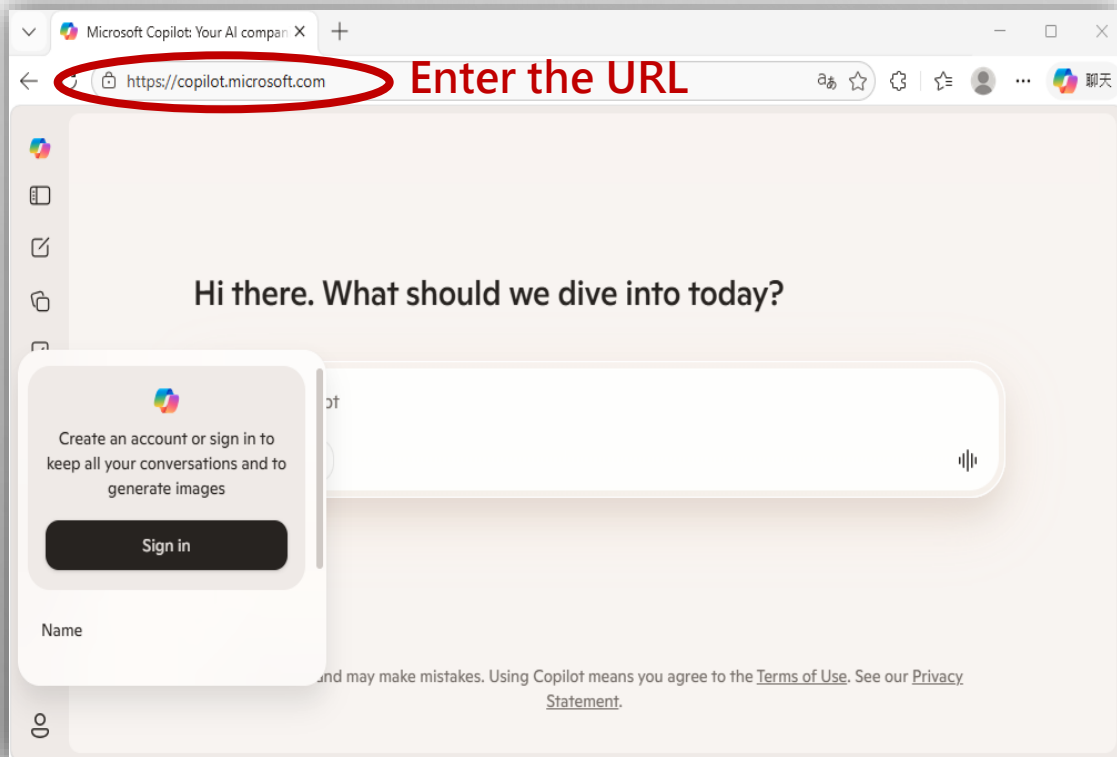 Microsoft Copilot: Your AI compan
https://copilot.microsoft.com
Enter the URL
aあ
聊天
Hi there. What should we dive into today?
ot
Create an account or sign in to
keep all your conversations and to
generate images
Sign in
Name
and may make mistakes. Using Copilot means you agree to the Terms of Use. See our Privacy
Statement.